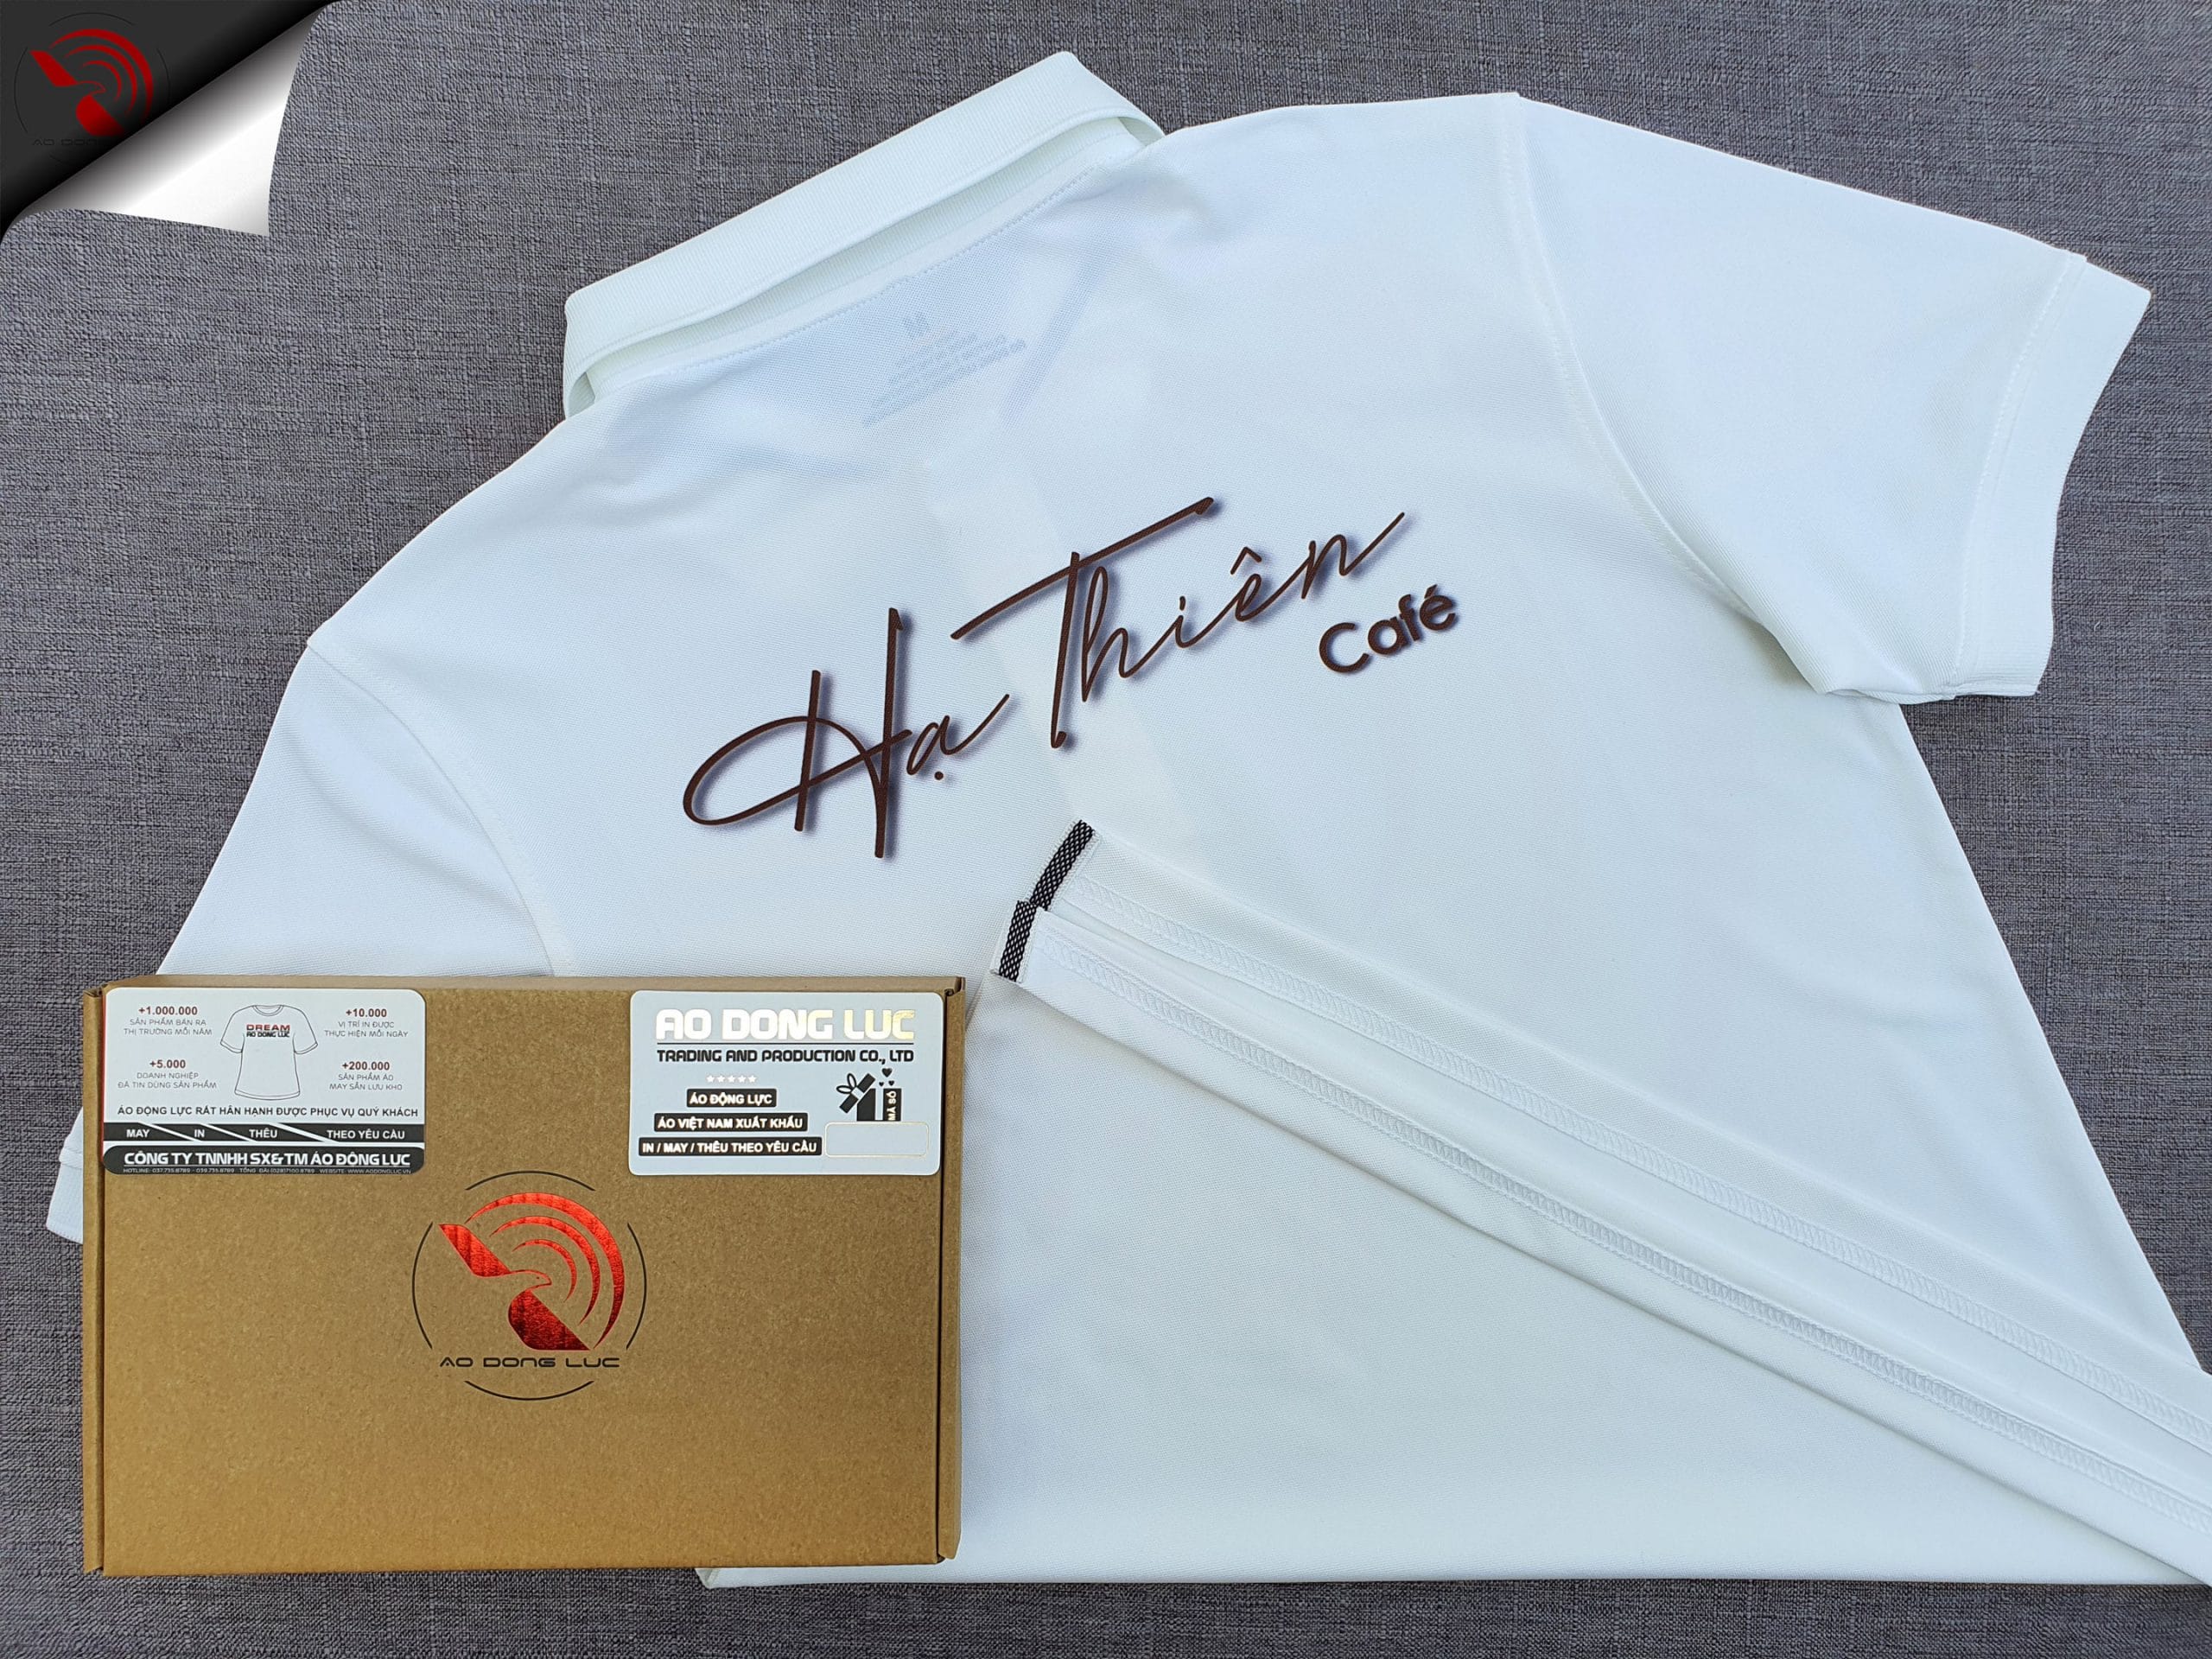 AO DONG
M
Hạ Thiên
Café
+1.000.000
SẢN PHẨM BÁN RA
THỊ TRƯỜNG MỖI NĂM
+5.000
DOANH NGHIỆP
ĐÃ TIN DÙNG SẢN PHẨM
DREAM
AO DONG LUC
+10.000
VỊ TRÍ IN ĐƯỢC
THỰC HIỆN MỖI NGÀY
+200.000
SẢN PHẨM ÁO
MAY SẴN LƯU KHO
ÁO ĐỘNG LỰC RẤT HÂN HẠNH ĐƯỢC PHỤC VỤ QUÝ KHÁCH
MAY IN THÊU THEO YÊU CẦU
CÔNG TY TNNHH SX&TM ÁO ĐỘNG LỰC
AO DONG LUC
TRADING AND PRODUCTION CO., LTD
ÁO ĐỘNG LỰC
ÁO VIỆT NAM XUẤT KHẨU
IN / MAY / THÊU THEO YÊU CẦU
MÃ SỐ
AO DONG LUC